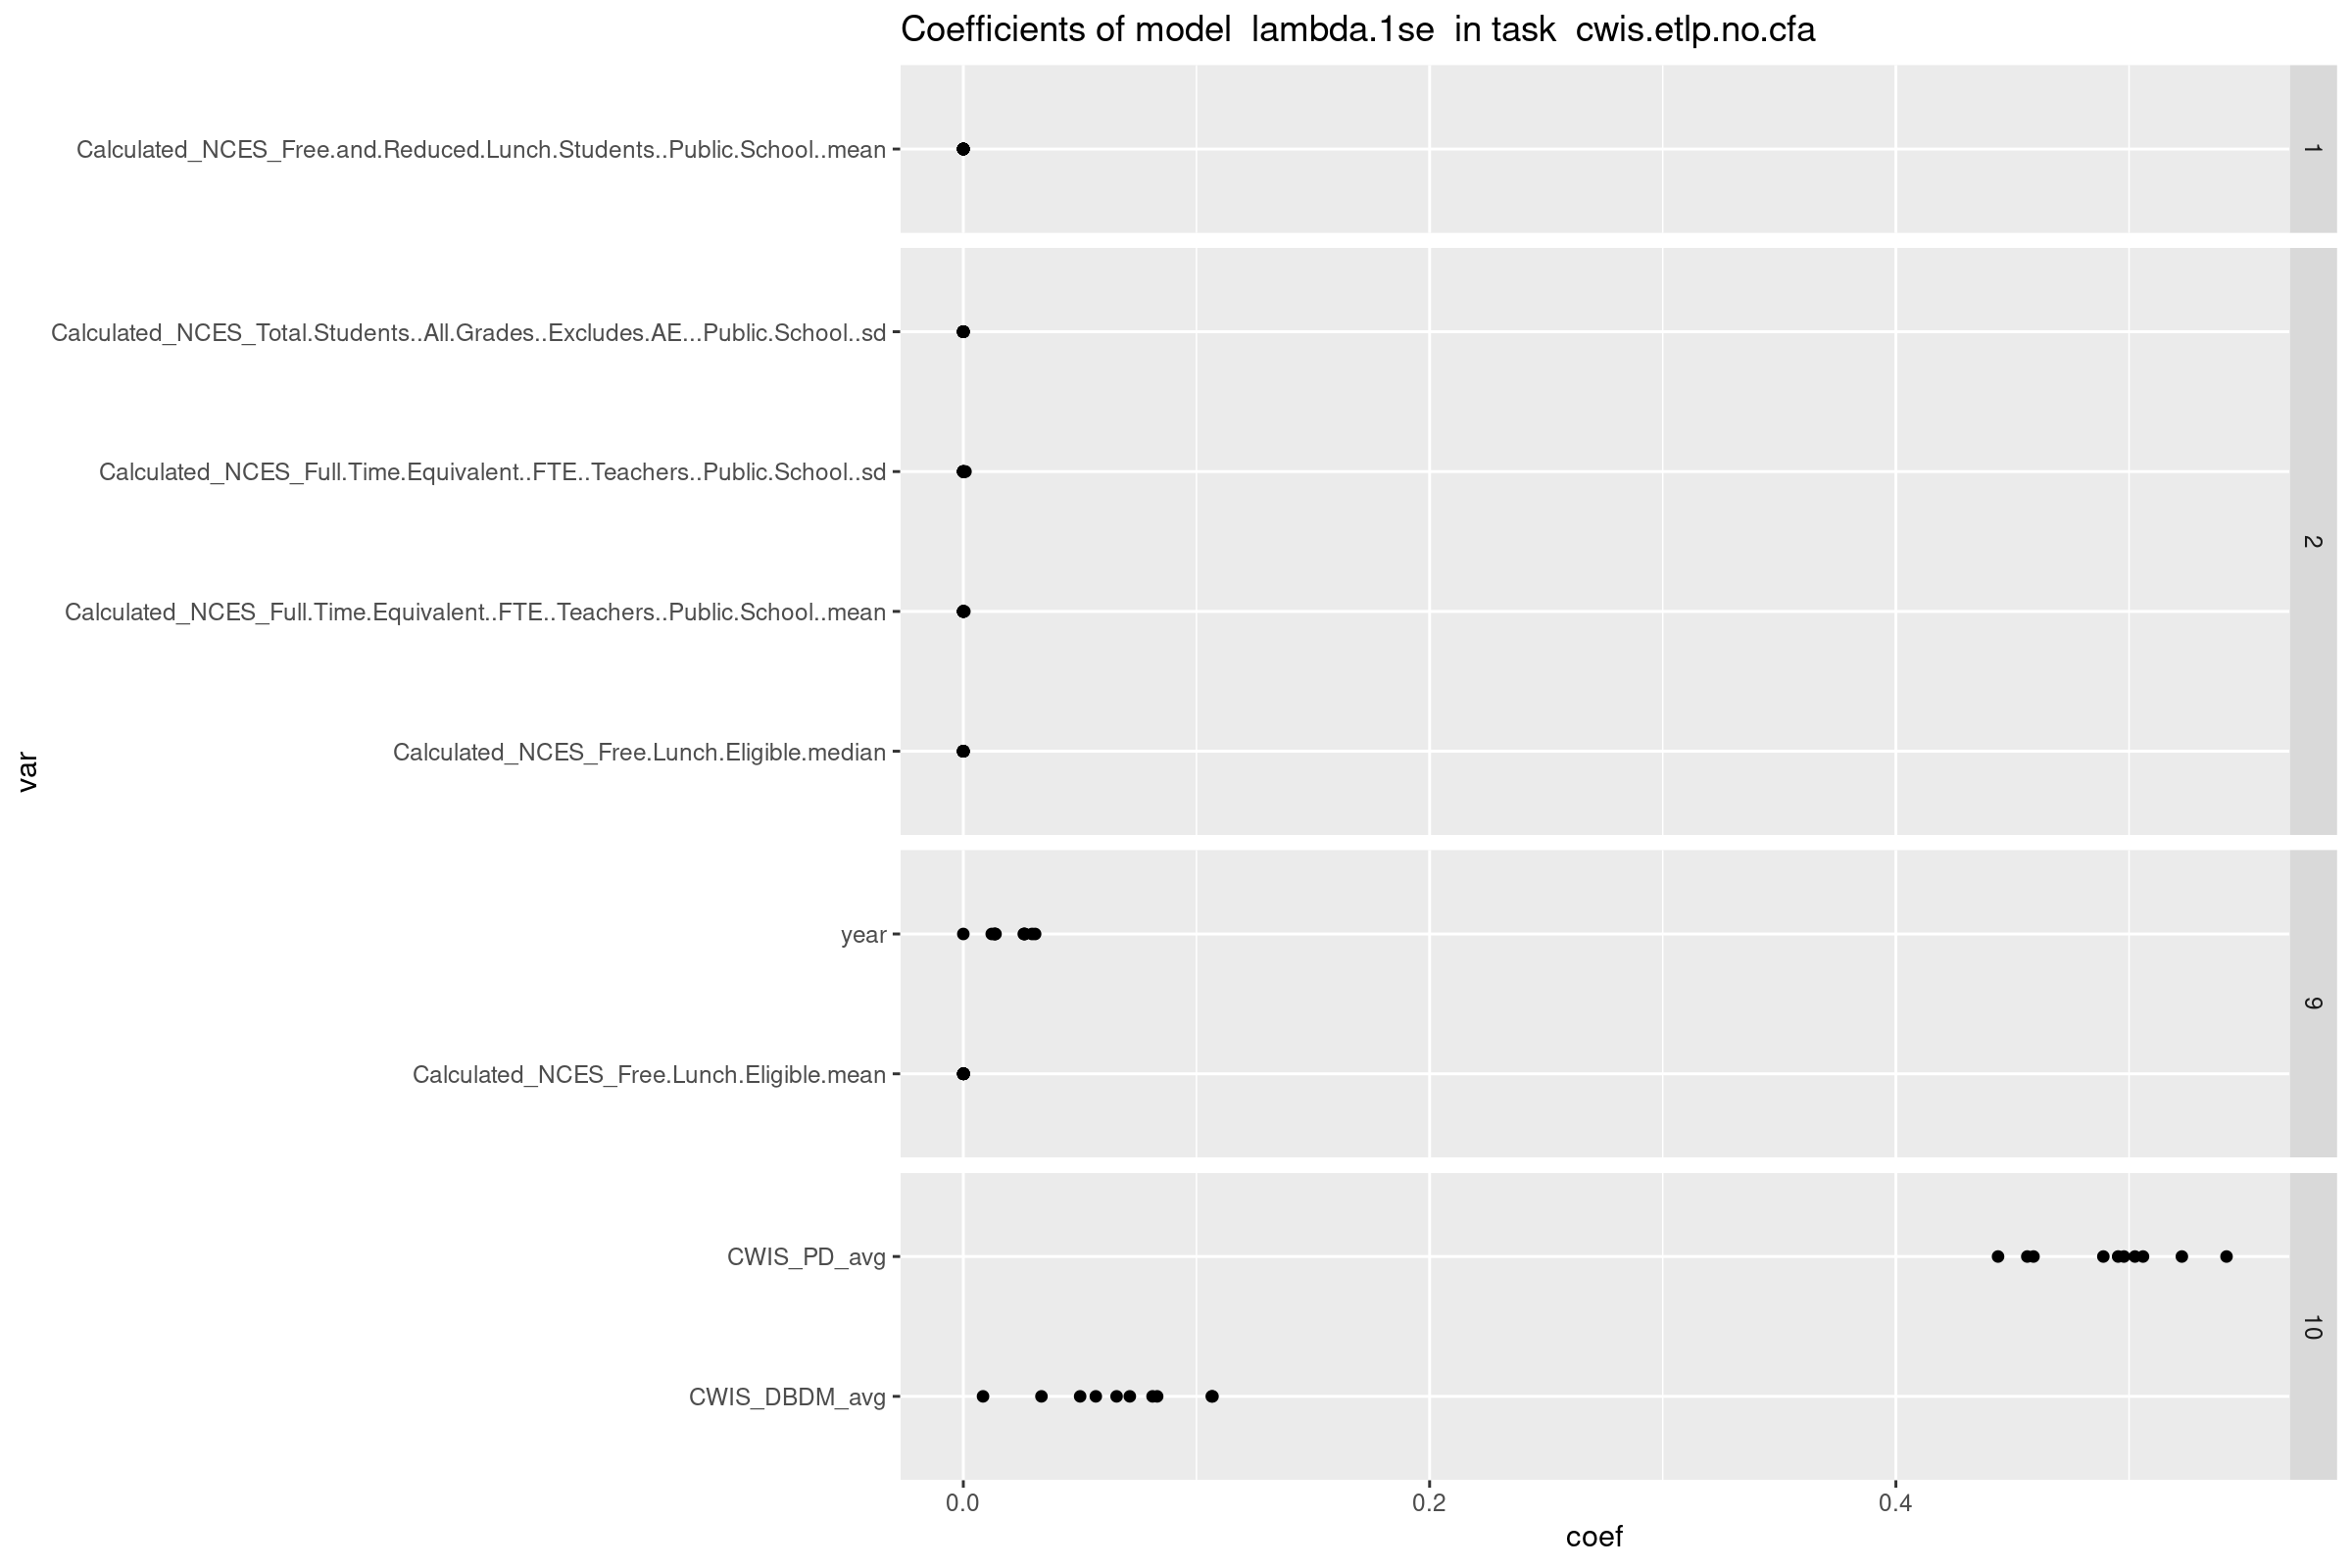 Coefficients of model  lambda.1se  in task  cwis.etlp.no.cfa
Calculated_NCES_Free.and.Reduced.Lunch.Students..Public.School..mean
1
Calculated_NCES_Total.Students..All.Grades..Excludes.AE...Public.School..sd
Calculated_NCES_Full.Time.Equivalent..FTE..Teachers..Public.School..sd
2
Calculated_NCES_Full.Time.Equivalent..FTE..Teachers..Public.School..mean
Calculated_NCES_Free.Lunch.Eligible.median
var
year
9
Calculated_NCES_Free.Lunch.Eligible.mean
CWIS_PD_avg
10
CWIS_DBDM_avg
0.0 0.2 0.4
coef